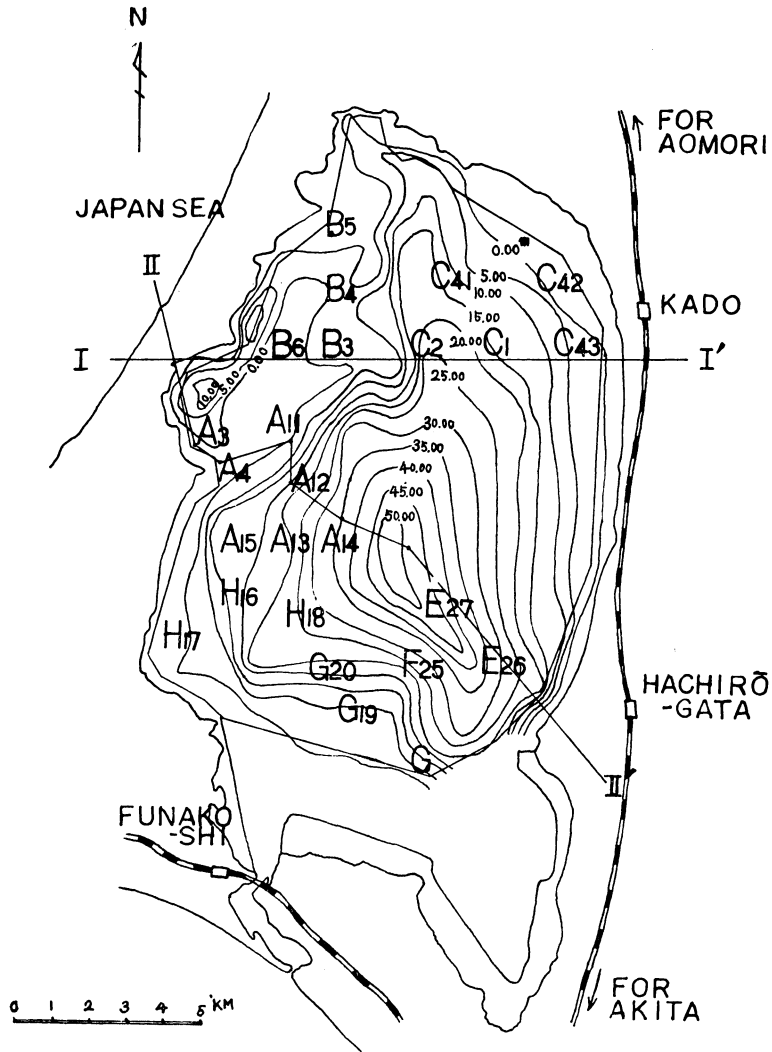 N
FOR
AOMORI
JAPAN SEA
B5
II
0.00m
C41
5.00
C42
10.00
B4
15.00
KADO
B6
B3
C2
20.00
C1
C43
I
I'
25.00
0.00
5.00
10.00
A3
A11
30.00
35.00
A4
A12
40.00
45.00
50.00
A15
A13
A14
H16
H18
E27
H17
G20
F25
E26
HACHIRŌ
-GATA
G19
G
II
FUNAKO
-SHI
FOR
AKITA
0 1 2 3 4 5 KM